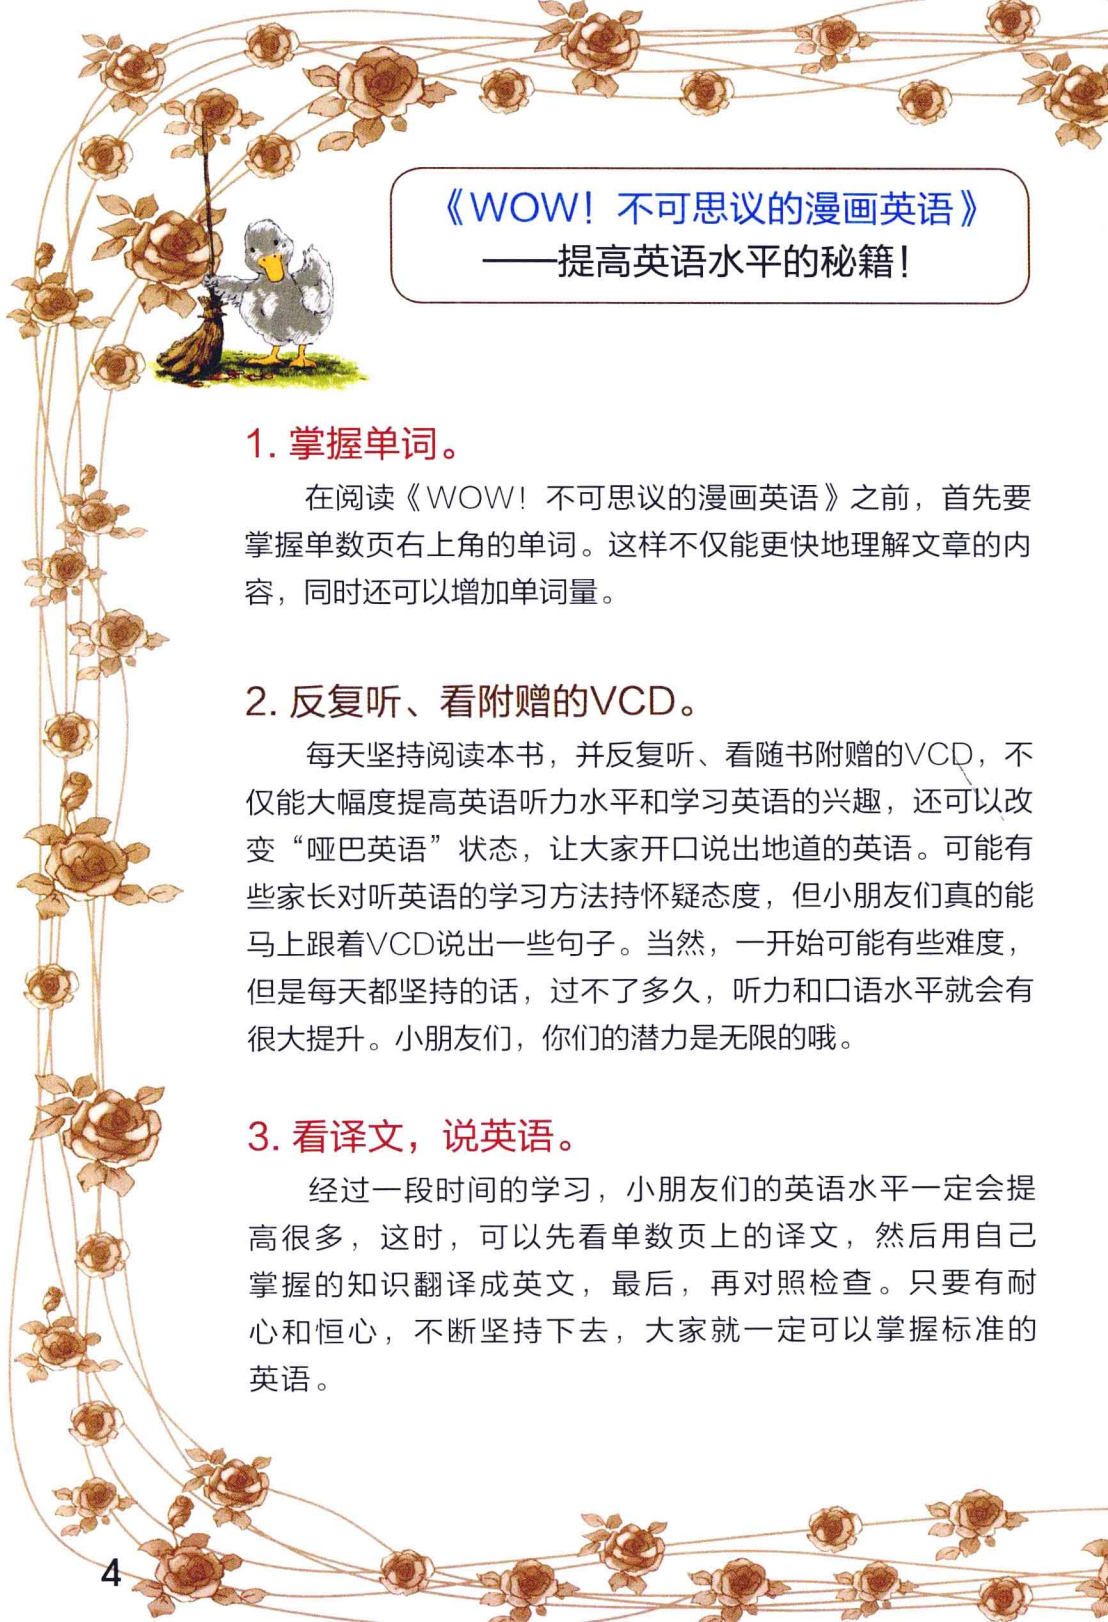 《WOW！不可思议的漫画英语》
——提高英语水平的秘籍！
1. 掌握单词。
在阅读《WOW！不可思议的漫画英语》之前，首先要
掌握单数页右上角的单词。这样不仅能更快地理解文章的内
容，同时还可以增加单词量。
2. 反复听、看附赠的VCD。
每天坚持阅读本书，并反复听、看随书附赠的VCD，不
仅能大幅度提高英语听力水平和学习英语的兴趣，还可以改
变“哑巴英语”状态，让大家开口说出地道的英语。可能有
些家长对听英语的学习方法持怀疑态度，但小朋友们真的能
马上跟着VCD说出一些句子。当然，一开始可能有些难度，
但是每天都坚持的话，过不了多久，听力和口语水平就会有
很大提升。小朋友们，你们的潜力是无限的哦。
3. 看译文，说英语。
经过一段时间的学习，小朋友们的英语水平一定会提
高很多，这时，可以先看单数页上的译文，然后用自己
掌握的知识翻译成英文，最后，再对照检查。只要有耐
心和恒心，不断坚持下去，大家就一定可以掌握标准的
英语。
4